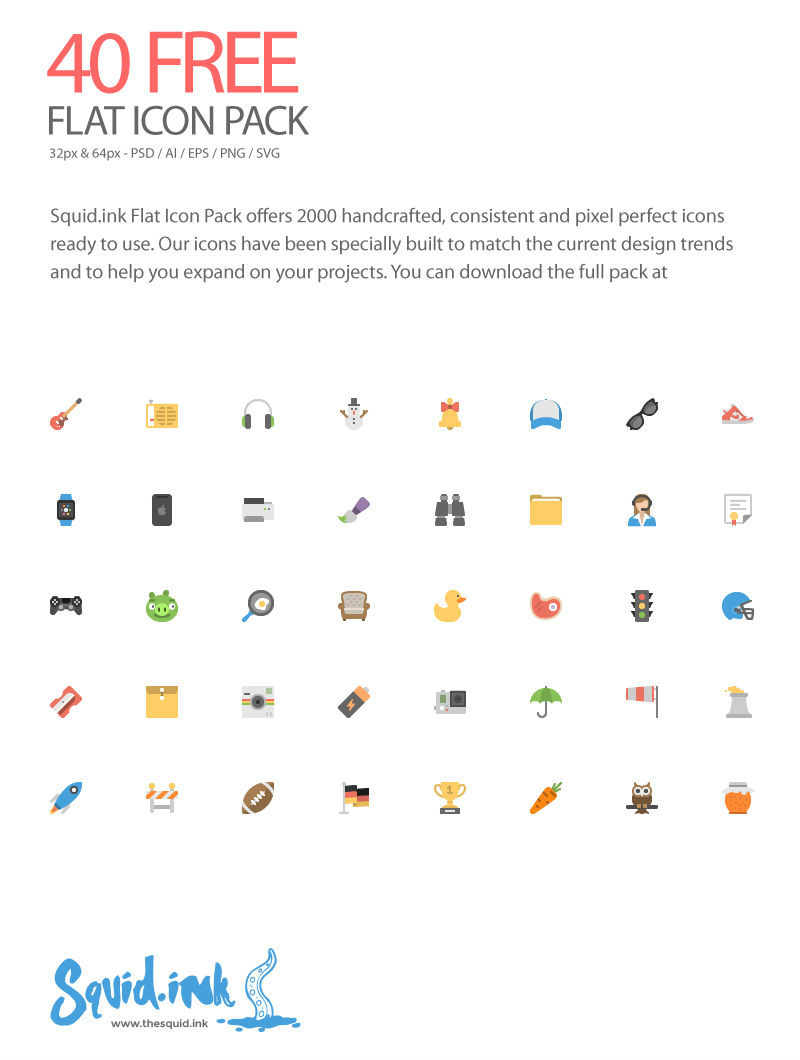 40 FREE
FLAT ICON PACK
32px & 64px - PSD / AI / EPS / PNG / SVG
Squid.ink Flat Icon Pack offers 2000 handcrafted, consistent and pixel perfect icons
ready to use. Our icons have been specially built to match the current design trends
and to help you expand on your projects. You can download the full pack at
1
Squid.ink
www.thesquid.ink